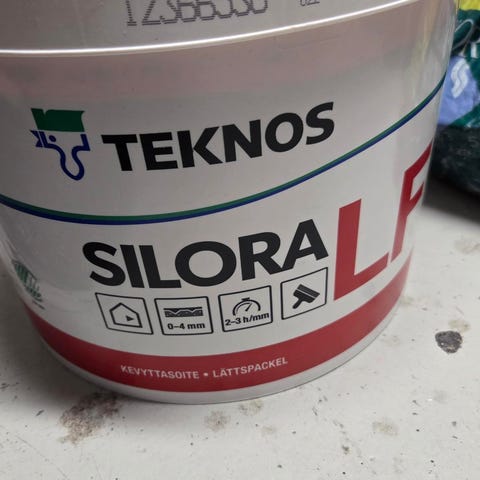 TEKNOS
SILORA LF
0–4 mm
2–3 h/mm
KEVYTTASOITE • LÄTTSPACKEL